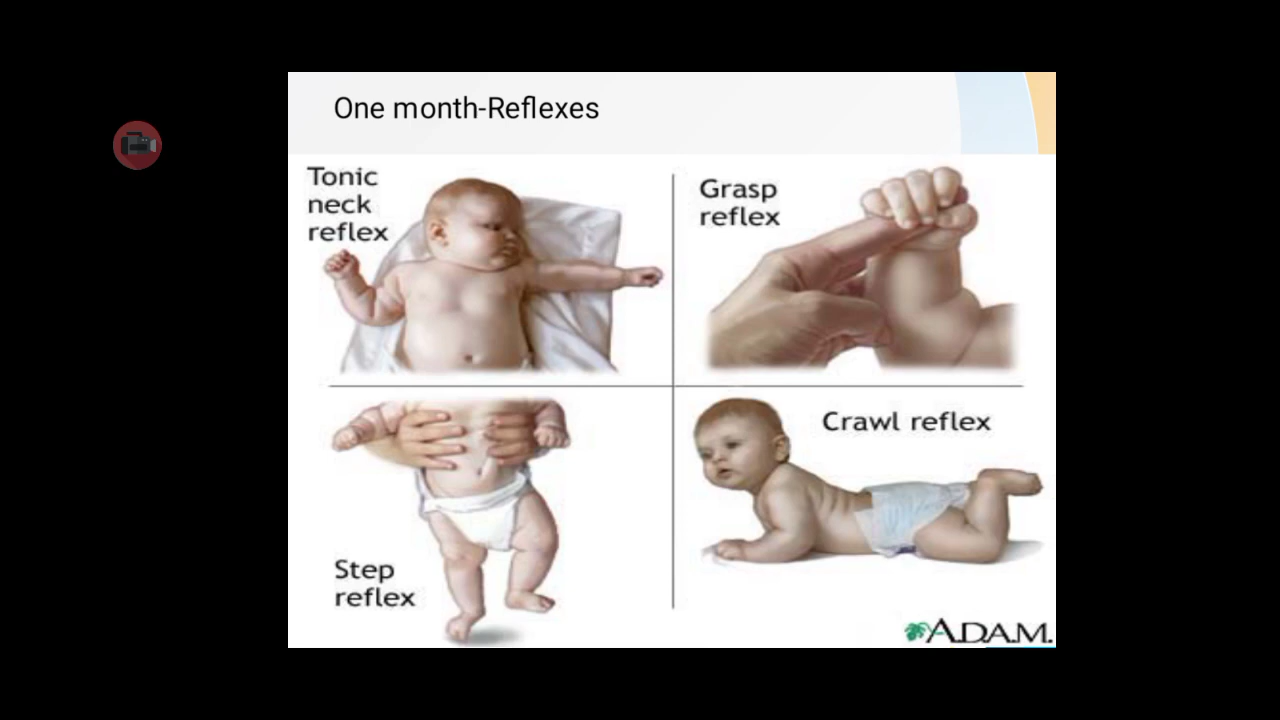 One month-Reflexes
Tonic
neck
reflex
Grasp
reflex
Step
reflex
Crawl reflex
A.D.A.M.